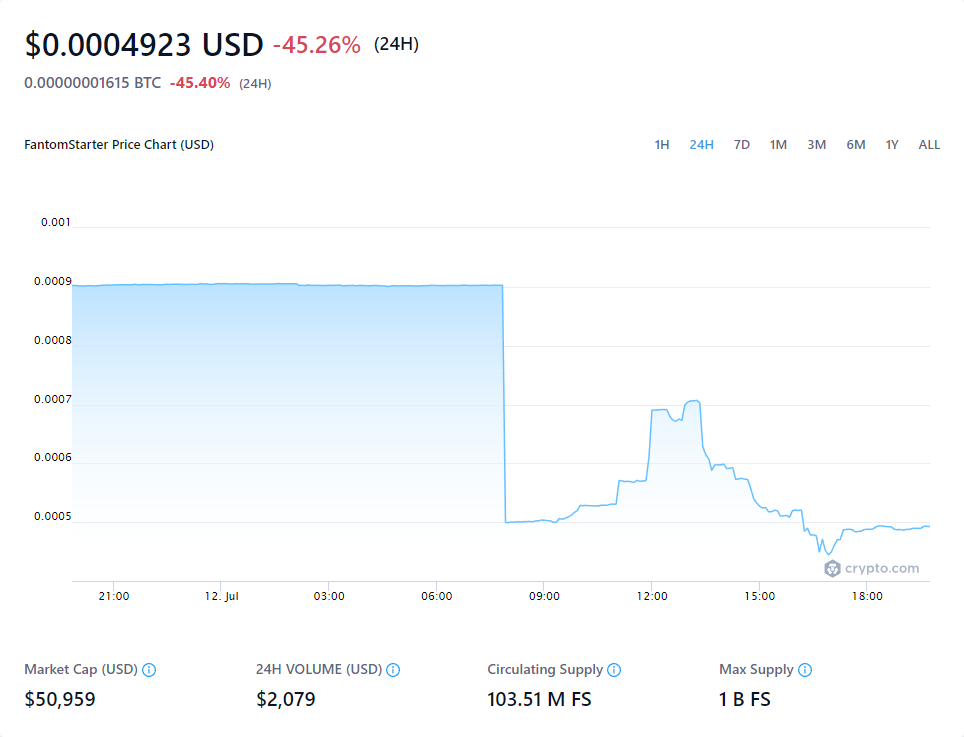 $0.0004923 USD -45.26% (24H)
0.00000001615 BTC -45.40% (24H)
FantomStarter Price Chart (USD) 1H 24H 7D 1M 3M 6M 1Y ALL
0.001
0.0009
0.0008
0.0007
0.0006
0.0005
crypto.com
21:00 12. Jul 03:00 06:00 09:00 12:00 15:00 18:00
Market Cap (USD) 24H VOLUME (USD) Circulating Supply Max Supply
$50,959 $2,079 103.51 M FS 1 B FS